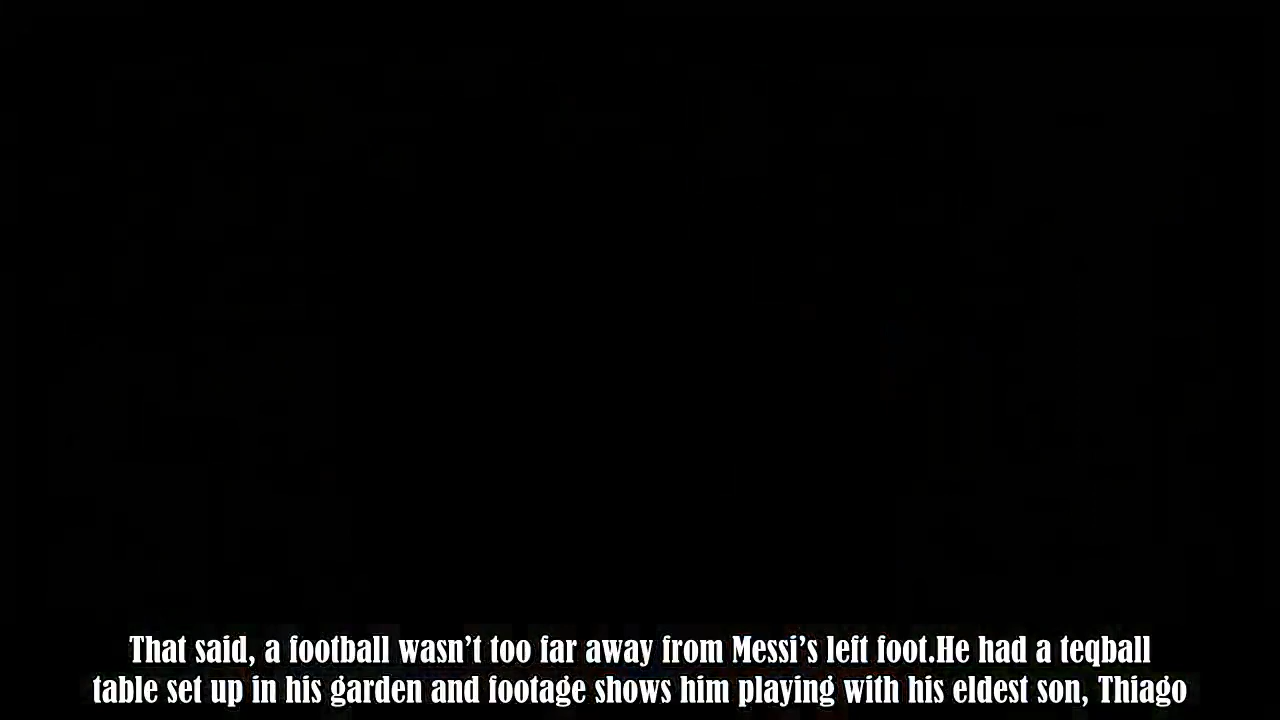 That said, a football wasn’t too far away from Messi’s left foot.He had a teqball
table set up in his garden and footage shows him playing with his eldest son, Thiago